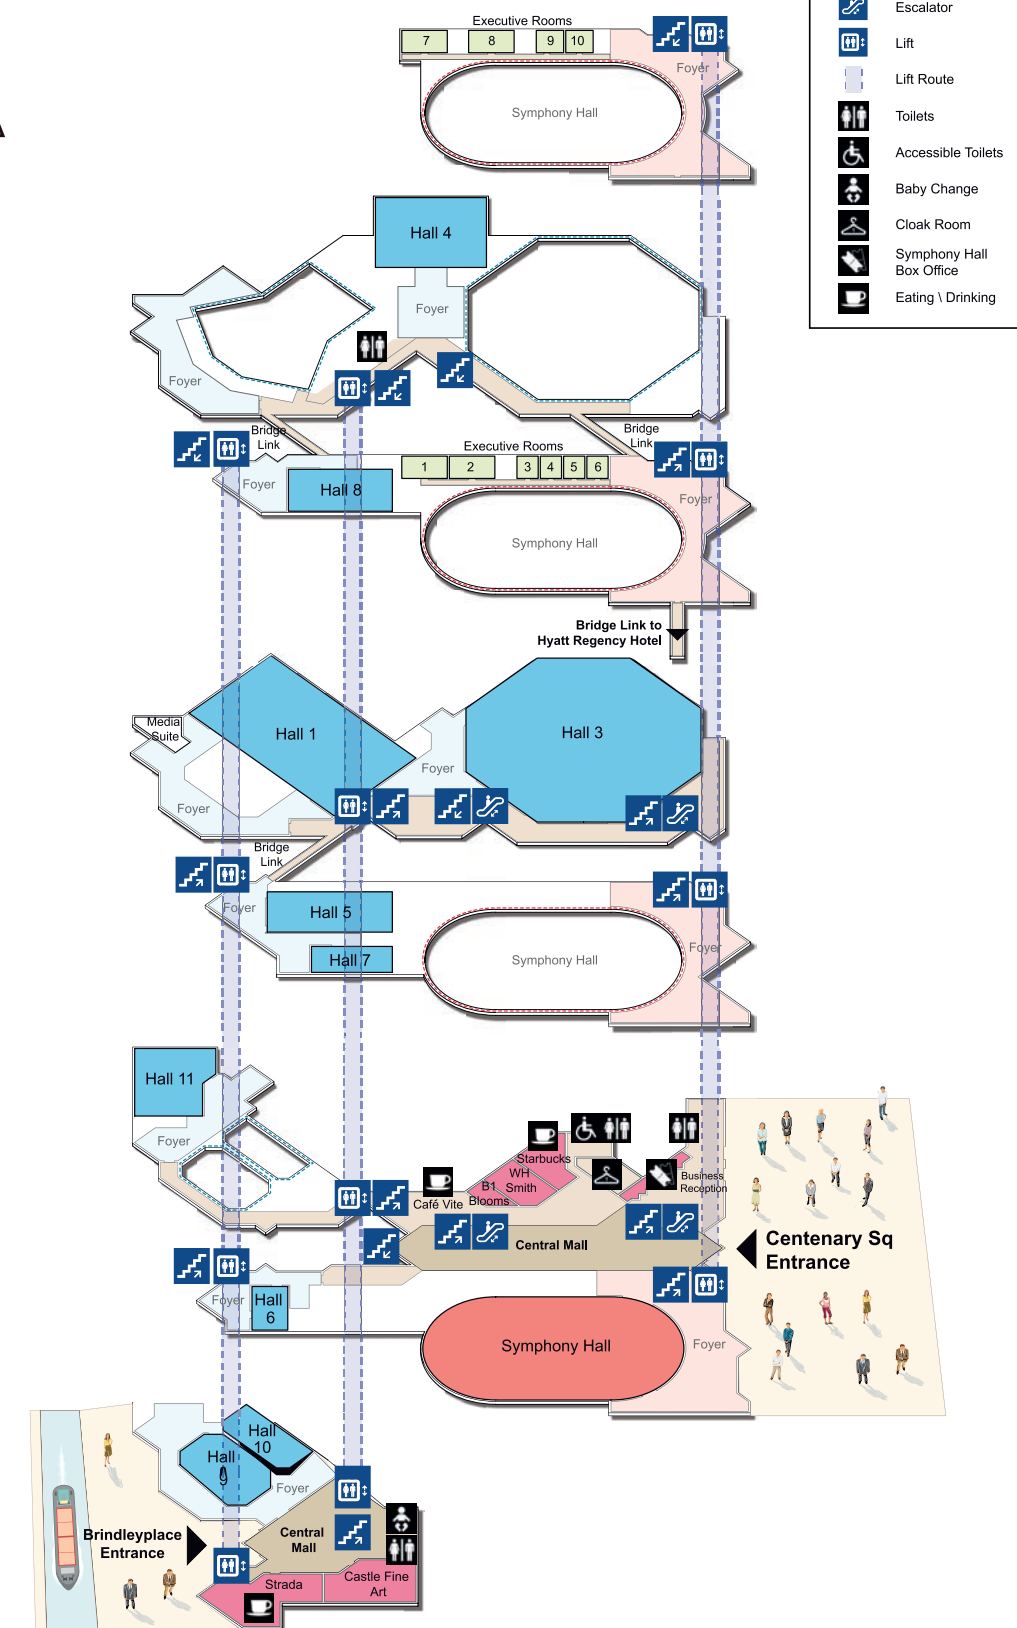 Escalator
Lift
Lift Route
Toilets
Accessible Toilets
Baby Change
Cloak Room
Symphony Hall
Box Office
Eating \ Drinking
Executive Rooms
7 8 9 10
Foyer
Symphony Hall
Hall 4
Foyer
Foyer
Bridge
Link
Bridge
Link
Executive Rooms
1 2 3 4 5 6
Foyer
Hall 8
Foyer
Symphony Hall
Bridge Link to
Hyatt Regency Hotel
Media
Suite
Hall 1
Hall 3
Foyer
Foyer
Bridge
Link
Foyer
Hall 5
Hall 7
Symphony Hall
Foyer
Hall 11
Foyer
Starbucks
WH
Smith
B1
Blooms
Café Vite
Business
Reception
Central Mall
Centenary Sq
Entrance
Foyer
Hall
6
Symphony Hall
Foyer
Hall
10
Hall
9
Foyer
Brindleyplace
Entrance
Central
Mall
Strada
Castle Fine
Art